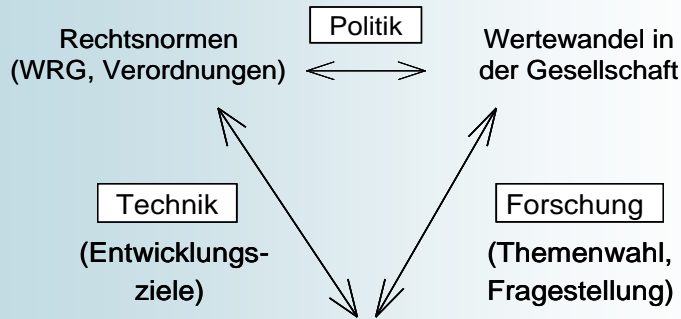 Politik
Rechtsnormen
(WRG, Verordnungen)
Wertewandel in
der Gesellschaft
Technik
(Entwicklungs-
ziele)
Forschung
(Themenwahl,
Fragestellung)